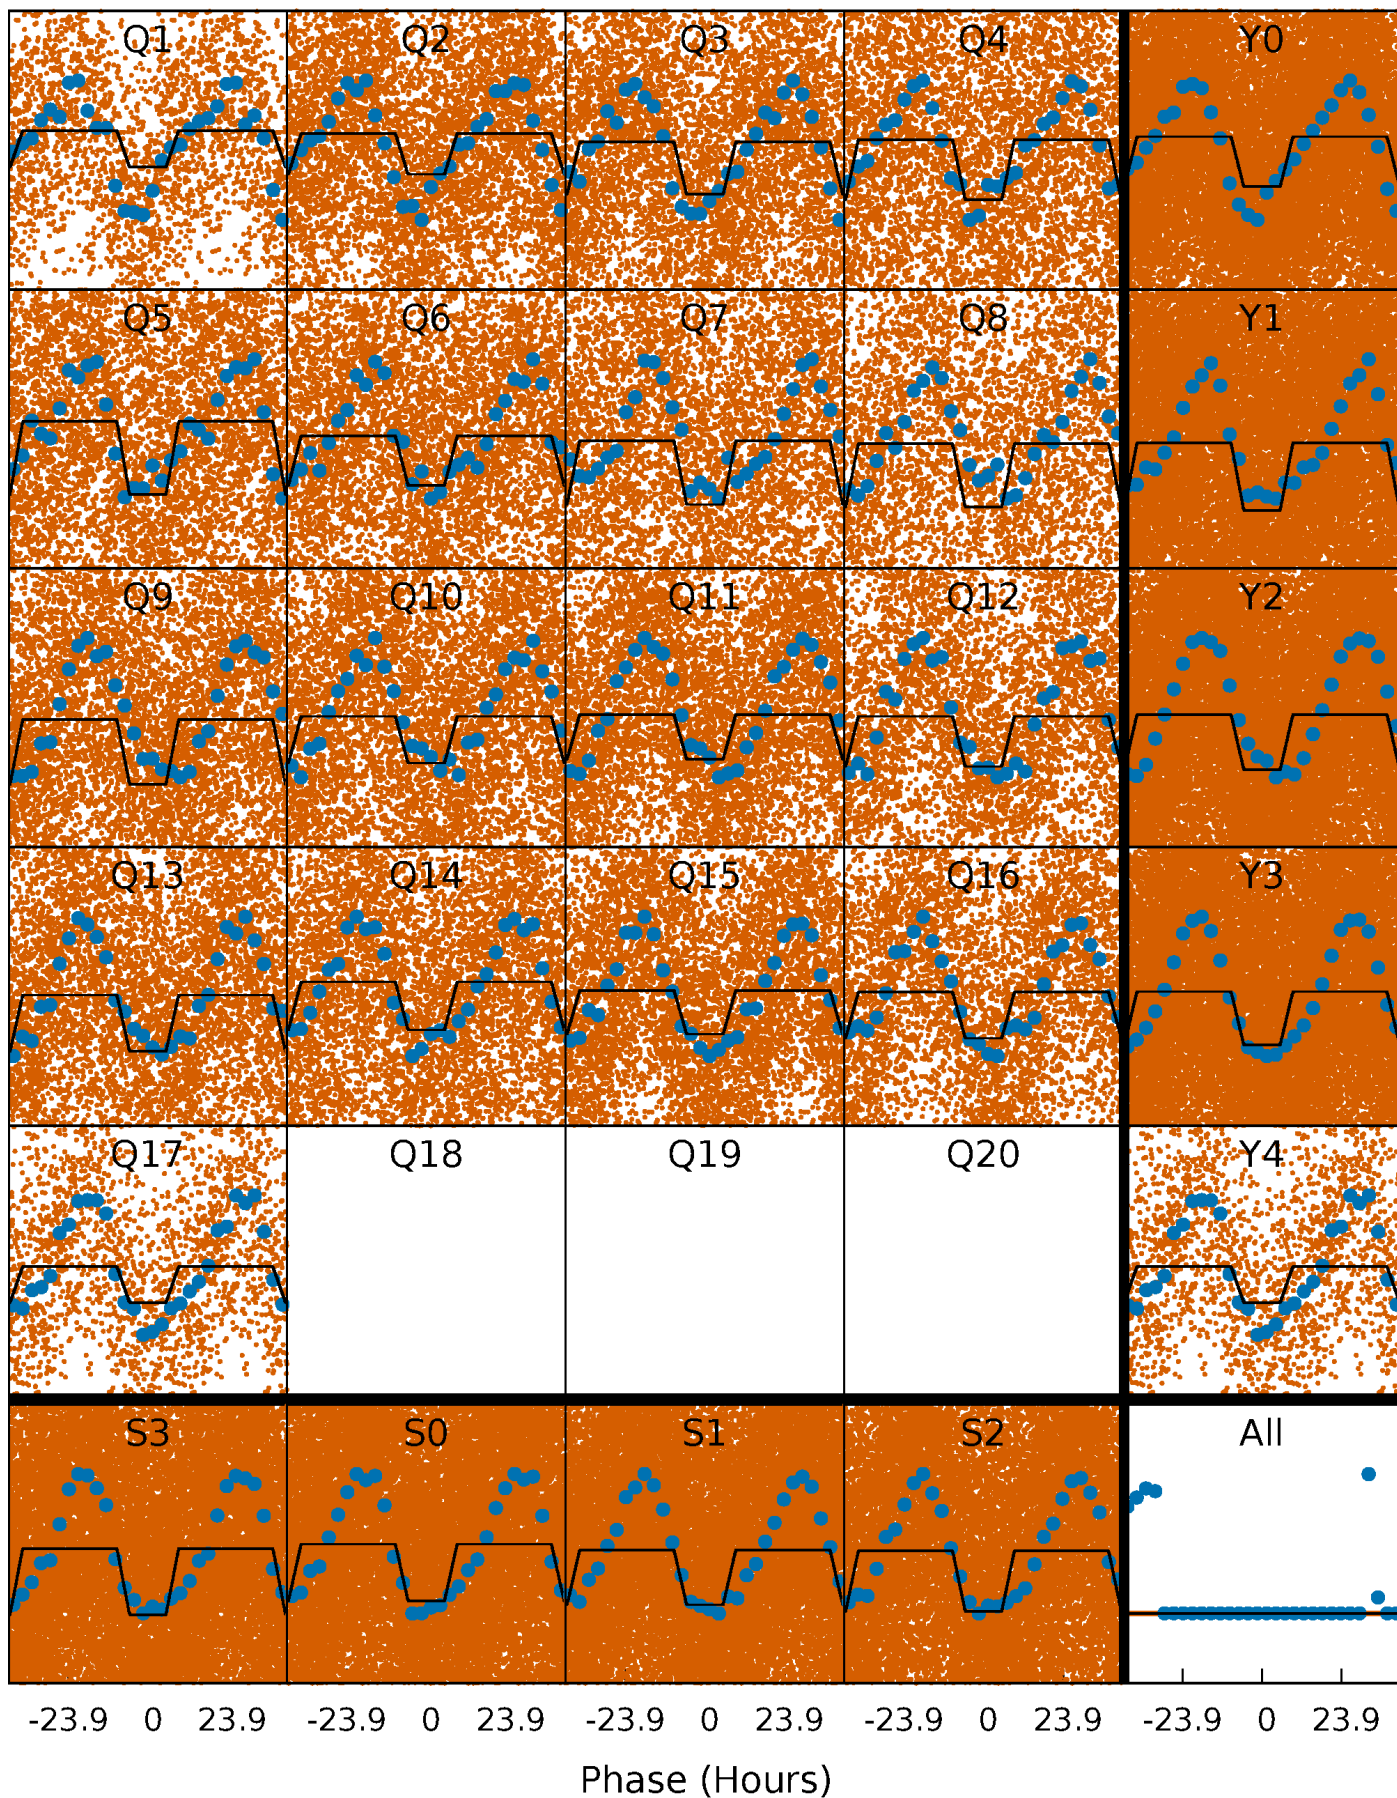 Q1 Q2 Q3 Q4 Y0
Q5 Q6 Q7 Q8 Y1
Q9 Q10 Q11 Q12 Y2
Q13 Q14 Q15 Q16 Y3
Q17 Q18 Q19 Q20 Y4
S3 S0 S1 S2 All
-23.9 0 23.9 -23.9 0 23.9 -23.9 0 23.9 -23.9 0 23.9 -23.9 0 23.9
Phase (Hours)